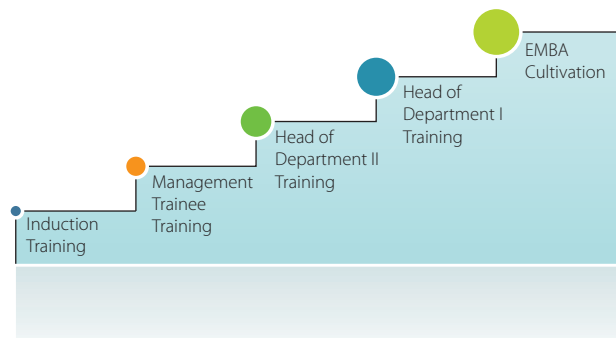 Induction
Training
Management
Trainee
Training
Head of
Department II
Training
Head of
Department I
Training
EMBA
Cultivation